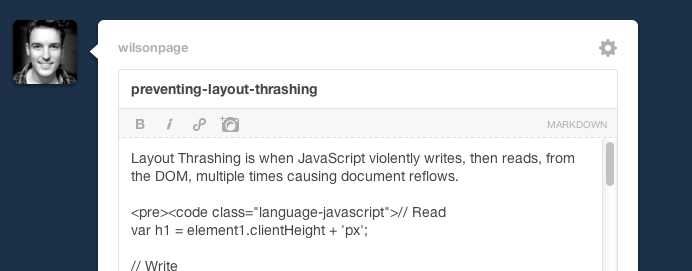 wilsonpage
preventing-layout-thrashing
B i
MARKDOWN
Layout Thrashing is when JavaScript violently writes, then reads, from
the DOM, multiple times causing document reflows.
<pre><code class="language-javascript">// Read
var h1 = element1.clientHeight + 'px';
// Write